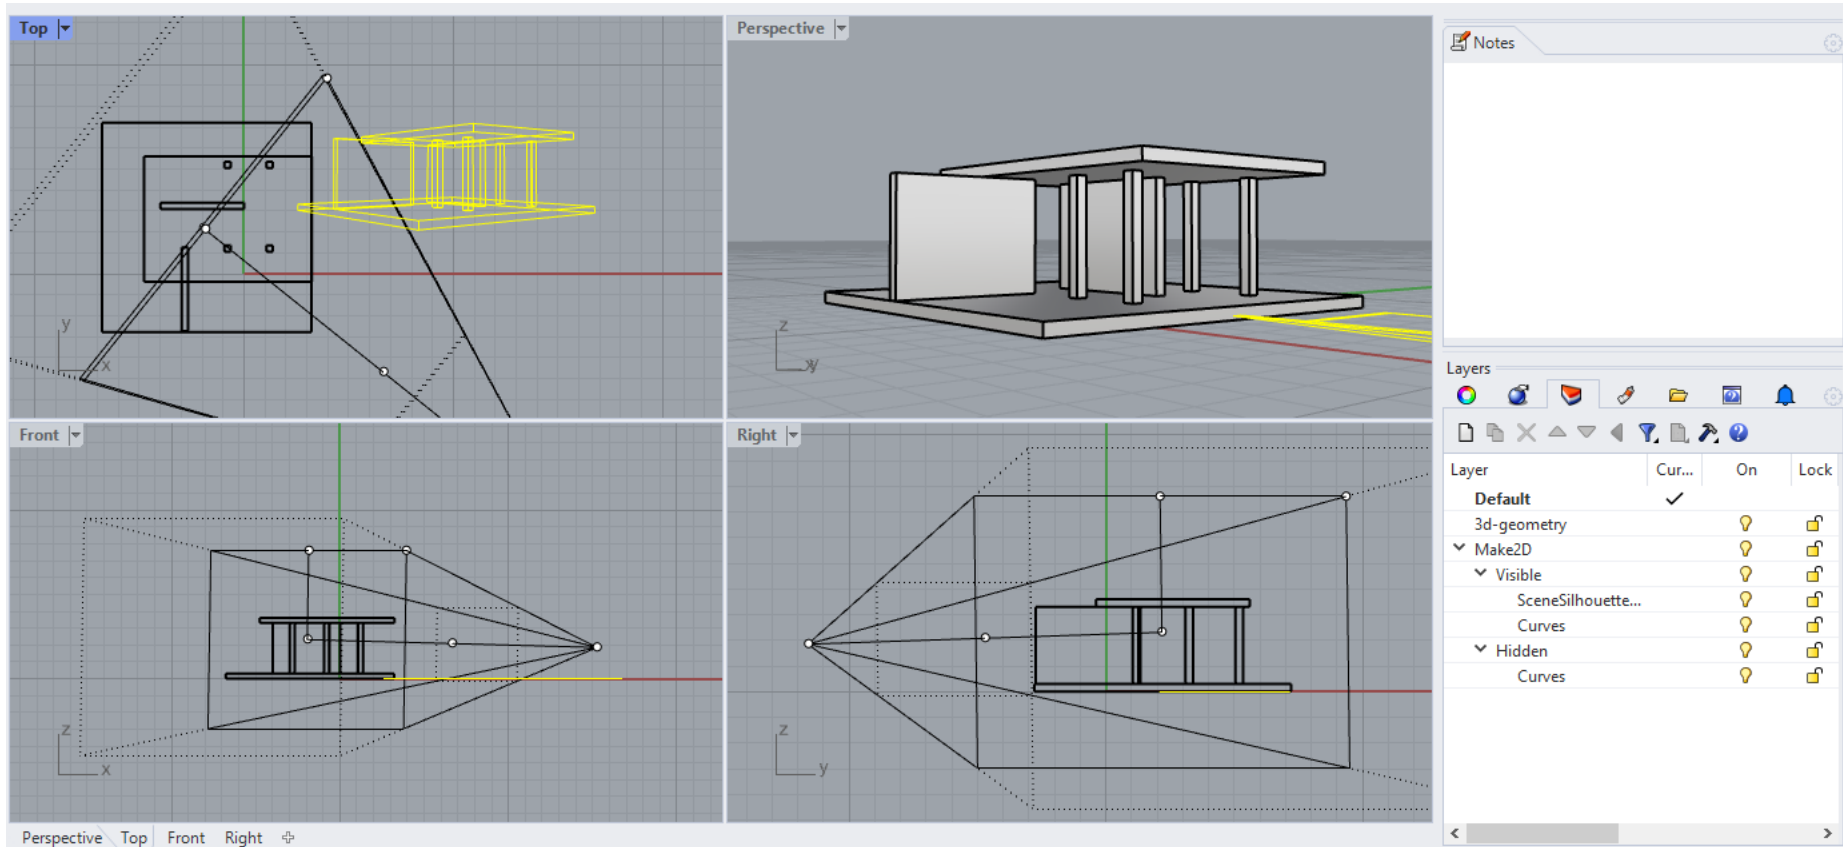 Top
Perspective
Notes
y
x
z
x/y
Layers
Front
Right
Layer Cur... On Lock
Default
3d-geometry
Make2D
Visible
SceneSilhouette...
Curves
Hidden
Curves
z
x
z
y
Perspective Top Front Right